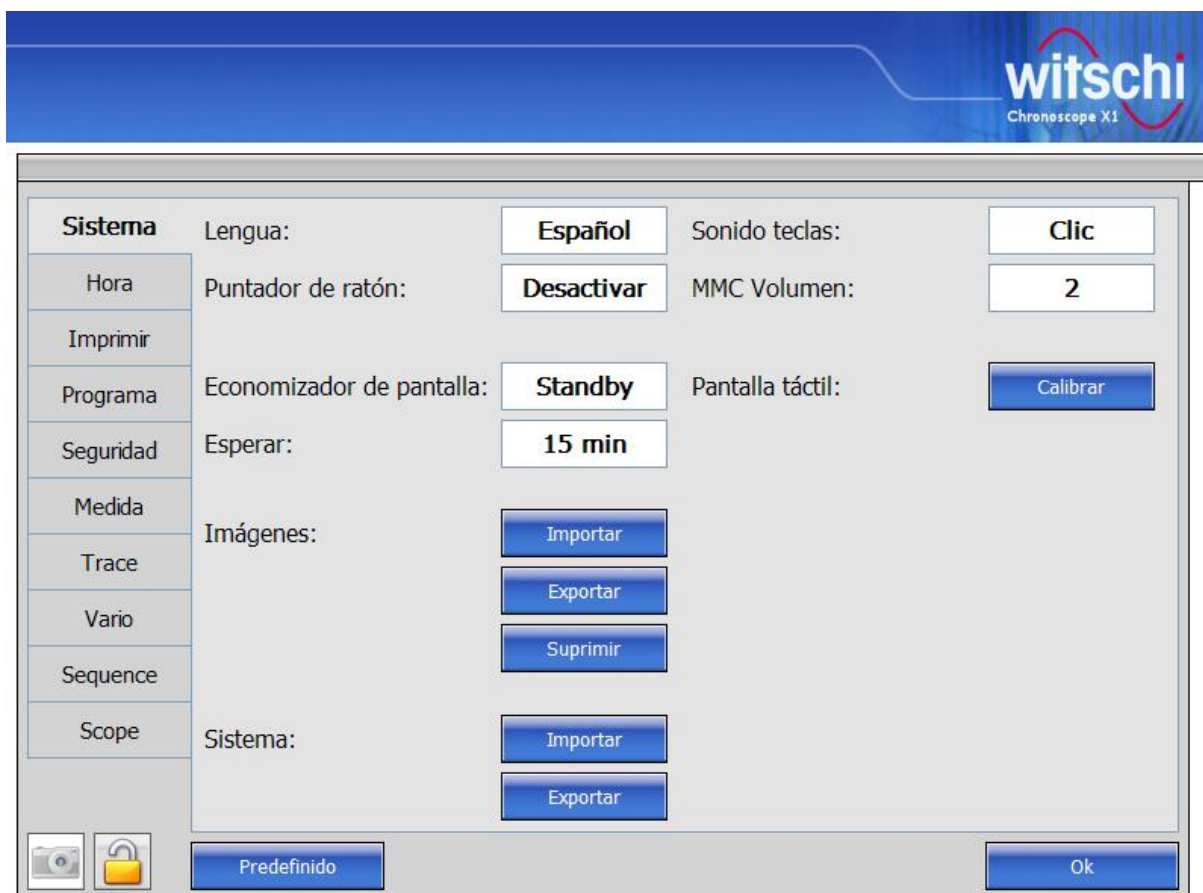 witschi
Chronoscope X1
Sistema
Hora
Imprimir
Programa
Seguridad
Medida
Trace
Vario
Sequence
Scope
Lengua: Español Sonido teclas: Clic
Puntador de ratón: Desactivar MMC Volumen: 2
Economizador de pantalla: Standby Pantalla táctil: Calibrar
Esperar: 15 min
Imágenes: Importar
Exportar
Suprimir
Sistema: Importar
Exportar
Predefinido Ok